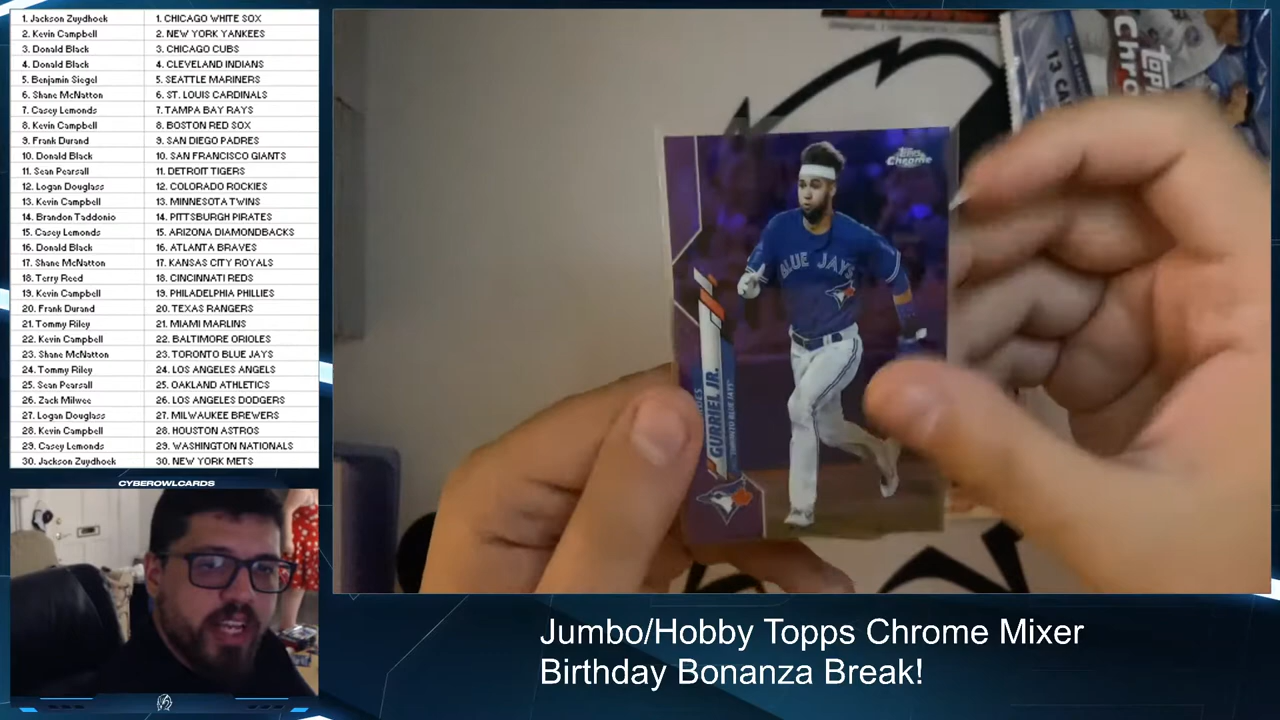 1. Jackson Zuydhoek 1. CHICAGO WHITE SOX
2. Kevin Campbell 2. NEW YORK YANKEES
3. Donald Black 3. CHICAGO CUBS
4. Donald Black 4. CLEVELAND INDIANS
5. Benjamin Siegel 5. SEATTLE MARINERS
6. Shane McNatton 6. ST. LOUIS CARDINALS
7. Casey Lemonds 7. TAMPA BAY RAYS
8. Kevin Campbell 8. BOSTON RED SOX
9. Frank Durand 9. SAN DIEGO PADRES
10. Donald Black 10. SAN FRANCISCO GIANTS
11. Sean Pearsall 11. DETROIT TIGERS
12. Logan Douglass 12. COLORADO ROCKIES
13. Kevin Campbell 13. MINNESOTA TWINS
14. Brandon Taddonio 14. PITTSBURGH PIRATES
15. Casey Lemonds 15. ARIZONA DIAMONDBACKS
16. Donald Black 16. ATLANTA BRAVES
17. Shane McNatton 17. KANSAS CITY ROYALS
18. Terry Reed 18. CINCINNATI REDS
19. Kevin Campbell 19. PHILADELPHIA PHILLIES
20. Frank Durand 20. TEXAS RANGERS
21. Tommy Riley 21. MIAMI MARLINS
22. Kevin Campbell 22. BALTIMORE ORIOLES
23. Shane McNatton 23. TORONTO BLUE JAYS
24. Tommy Riley 24. LOS ANGELES ANGELS
25. Sean Pearsall 25. OAKLAND ATHLETICS
26. Zack Milwee 26. LOS ANGELES DODGERS
27. Logan Douglass 27. MILWAUKEE BREWERS
28. Kevin Campbell 28. HOUSTON ASTROS
29. Casey Lemonds 29. WASHINGTON NATIONALS
30. Jackson Zuydhoek 30. NEW YORK METS
CYBEROWLCARDS
Topps
Chrome
BLUE JAYS
GURRIEL JR.
TORONTO BLUE JAYS
13
Jumbo/Hobby Topps Chrome Mixer
Birthday Bonanza Break!